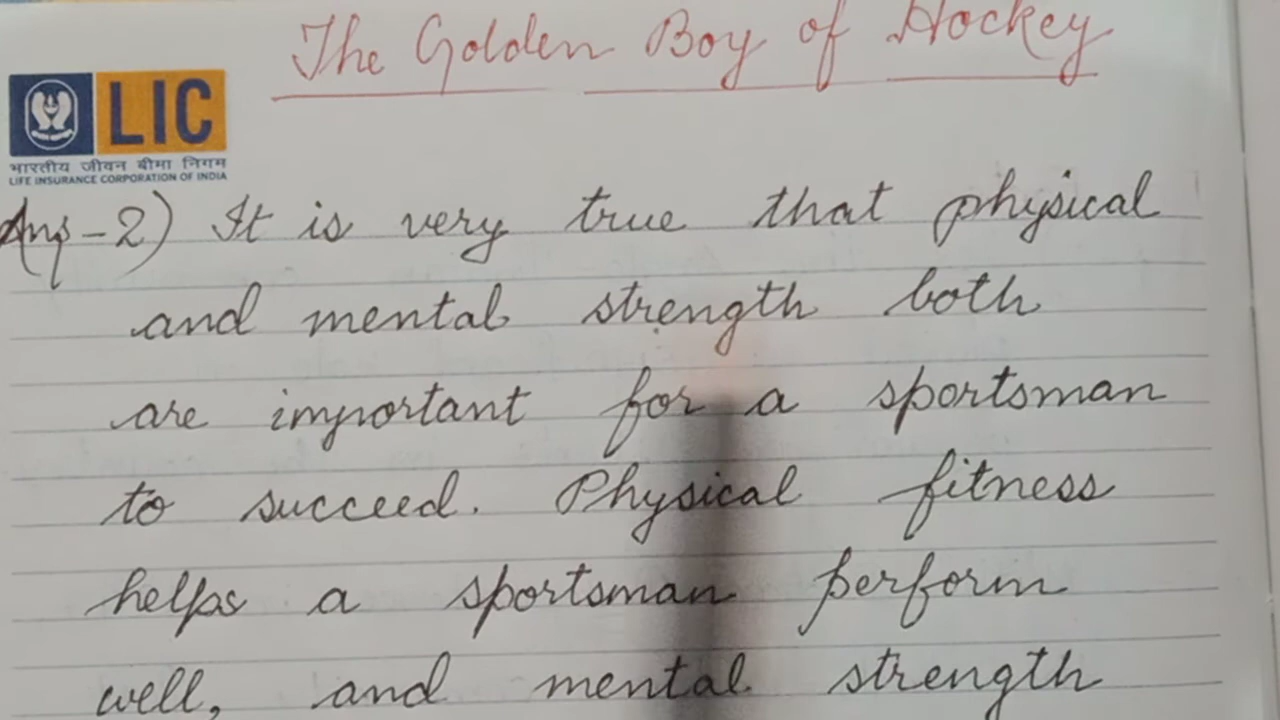 The Golden Boy of Hockey
LIC
भारतीय जीवन बीमा निगम
LIFE INSURANCE CORPORATION OF INDIA
Ans-2) It is very true that physical
and mental strength both
are important for a sportsman
to succeed. Physical fitness
helps a sportsman perform
well, and mental strength